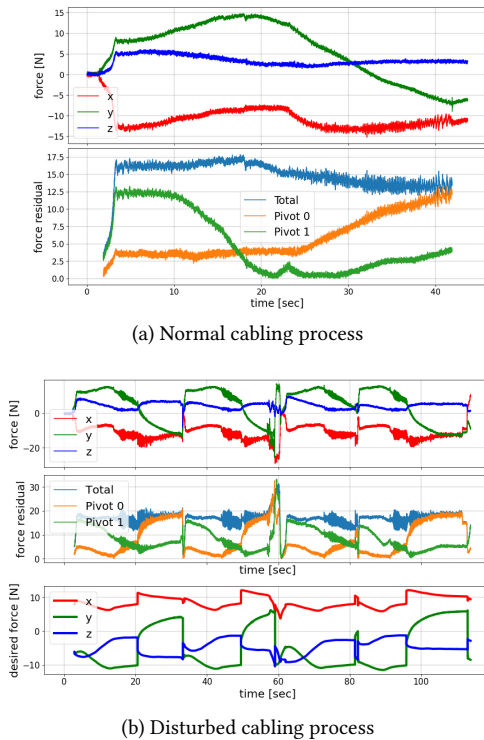 15
10
5
0
−5
−10
−15
force [N]
x
y
z
17.5
15.0
12.5
10.0
7.5
5.0
2.5
0.0
force residual
Total
Pivot 0
Pivot 1
0 10 20 30 40
time [sec]
(a) Normal cabling process
0
−20
force [N]
x
y
z
30
20
10
0
force residual
Total
Pivot 0
Pivot 1
time [sec]
10
0
−10
desired force [N]
x
y
z
0 20 40 60 80 100
time [sec]
(b) Disturbed cabling process